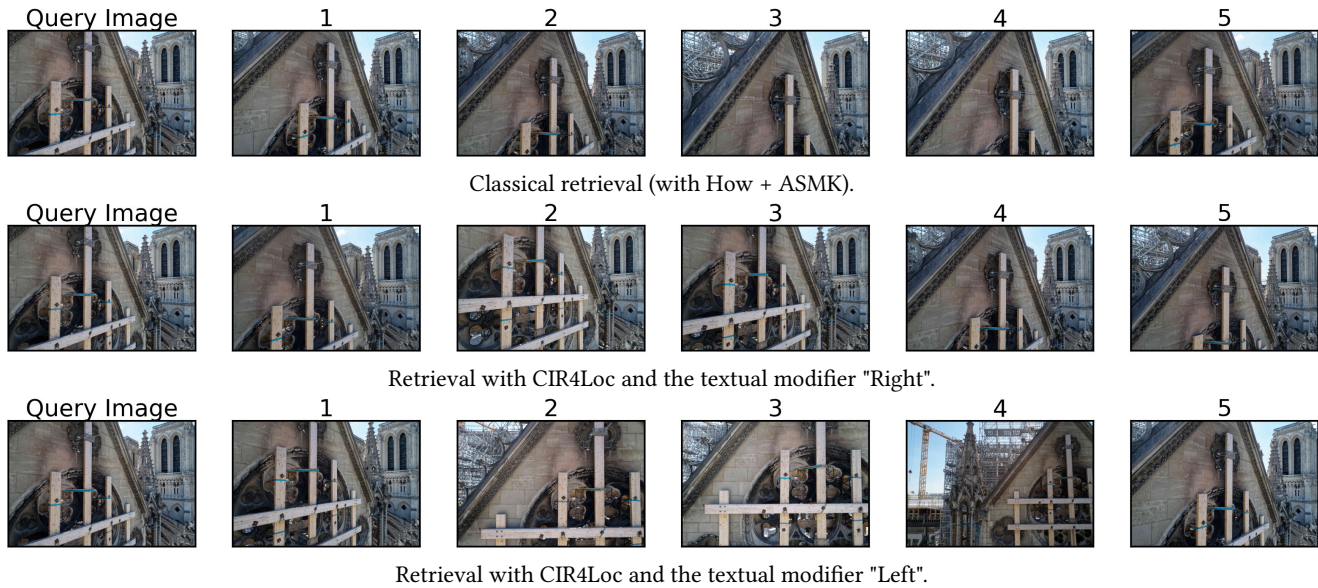 Query Image 1 2 3 4 5
Classical retrieval (with How + ASMK).
Query Image 1 2 3 4 5
Retrieval with CIR4Loc and the textual modifier "Right".
Query Image 1 2 3 4 5
Retrieval with CIR4Loc and the textual modifier "Left".